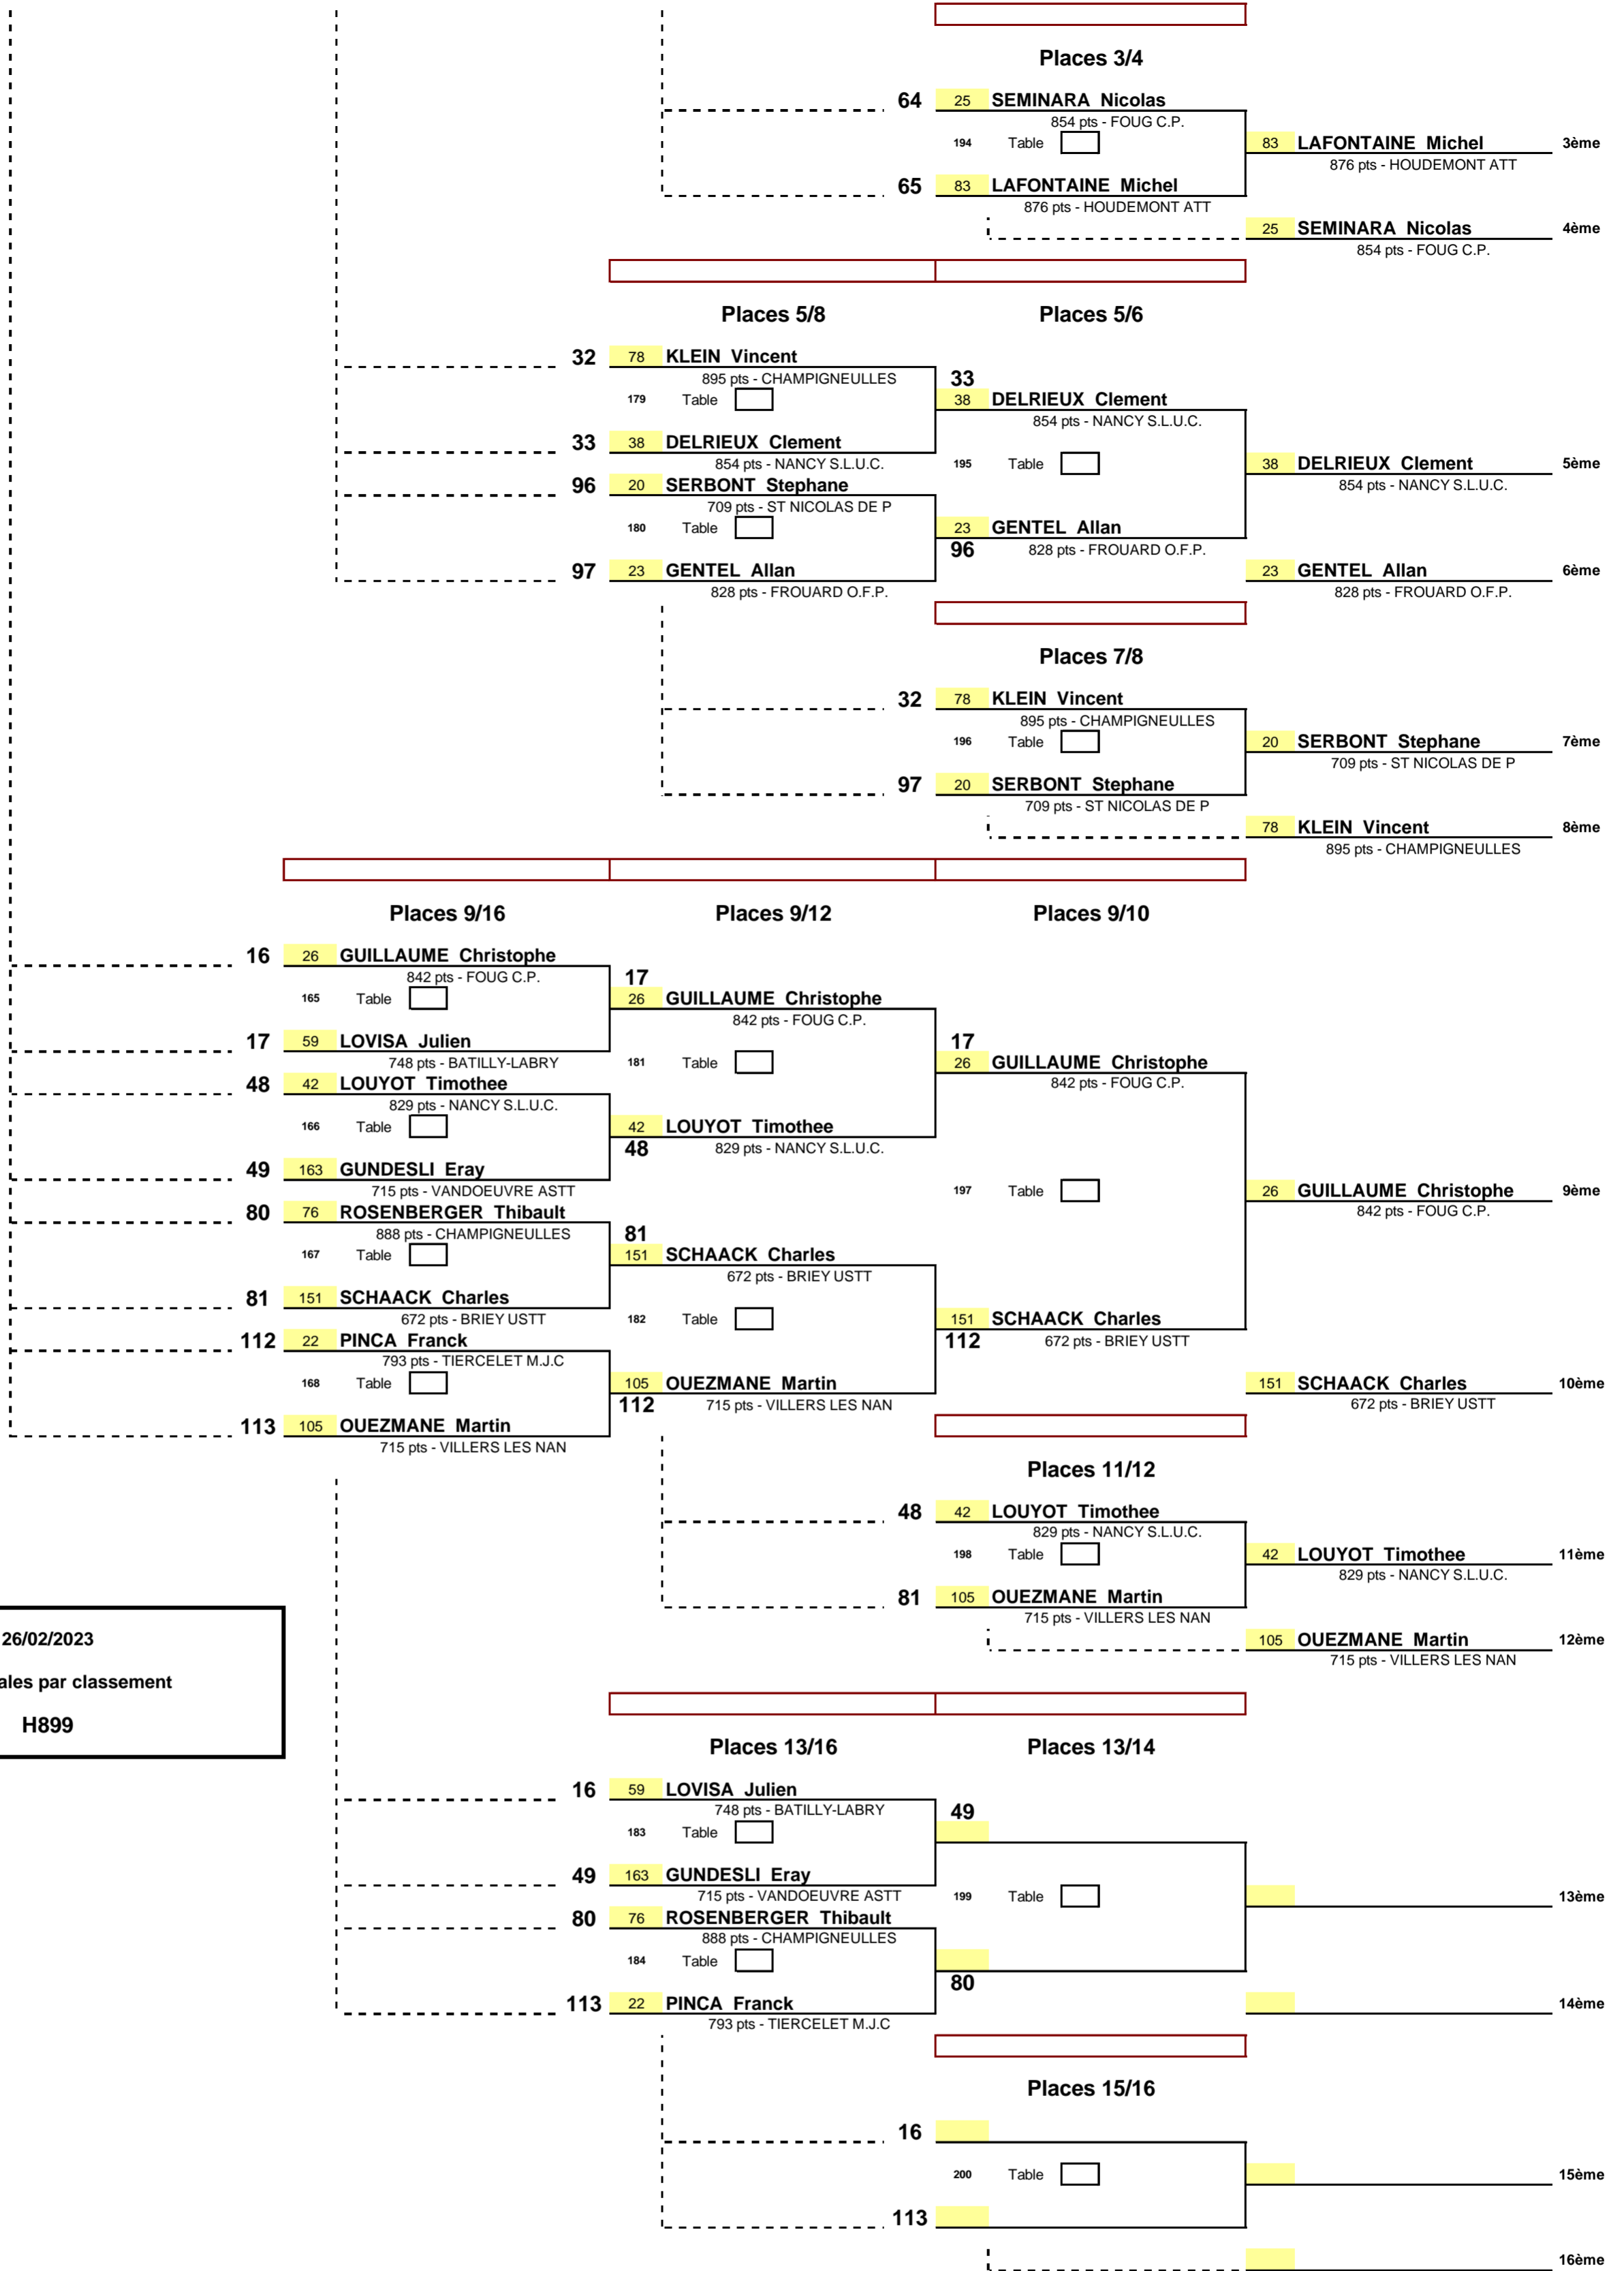 Places 3/4
64 25 SEMINARA Nicolas
854 pts - FOUG C.P.
194 Table 83 LAFONTAINE Michel 3ème
876 pts - HOUDEMONT ATT
65 83 LAFONTAINE Michel
876 pts - HOUDEMONT ATT
25 SEMINARA Nicolas 4ème
854 pts - FOUG C.P.
Places 5/8 Places 5/6
32 78 KLEIN Vincent
895 pts - CHAMPIGNEULLES 33
179 Table 38 DELRIEUX Clement
854 pts - NANCY S.L.U.C.
33 38 DELRIEUX Clement
854 pts - NANCY S.L.U.C. 195 Table 38 DELRIEUX Clement 5ème
96 20 SERBONT Stephane 854 pts - NANCY S.L.U.C.
709 pts - ST NICOLAS DE P
180 Table 23 GENTEL Allan
96 828 pts - FROUARD O.F.P.
97 23 GENTEL Allan 23 GENTEL Allan 6ème
828 pts - FROUARD O.F.P. 828 pts - FROUARD O.F.P.
Places 7/8
32 78 KLEIN Vincent
895 pts - CHAMPIGNEULLES
196 Table 20 SERBONT Stephane 7ème
709 pts - ST NICOLAS DE P
97 20 SERBONT Stephane
709 pts - ST NICOLAS DE P
78 KLEIN Vincent 8ème
895 pts - CHAMPIGNEULLES
Places 9/16 Places 9/12 Places 9/10
16 26 GUILLAUME Christophe
842 pts - FOUG C.P. 17
165 Table 26 GUILLAUME Christophe
842 pts - FOUG C.P.
17 59 LOVISA Julien 17
748 pts - BATILLY-LABRY 181 Table 26 GUILLAUME Christophe
48 42 LOUYOT Timothee 842 pts - FOUG C.P.
829 pts - NANCY S.L.U.C.
166 Table 42 LOUYOT Timothee
48 829 pts - NANCY S.L.U.C.
49 163 GUNDESLI Eray
715 pts - VANDOEUVRE ASTT 197 Table 26 GUILLAUME Christophe 9ème
80 76 ROSENBERGER Thibault 842 pts - FOUG C.P.
888 pts - CHAMPIGNEULLES 81
167 Table 151 SCHAACK Charles
672 pts - BRIEY USTT
81 151 SCHAACK Charles
672 pts - BRIEY USTT 182 Table 151 SCHAACK Charles
112 22 PINCA Franck 112 672 pts - BRIEY USTT
793 pts - TIERCELET M.J.C
168 Table 105 OUEZMANE Martin 151 SCHAACK Charles 10ème
112 715 pts - VILLERS LES NAN 672 pts - BRIEY USTT
113 105 OUEZMANE Martin
715 pts - VILLERS LES NAN
Places 11/12
48 42 LOUYOT Timothee
829 pts - NANCY S.L.U.C.
198 Table 42 LOUYOT Timothee 11ème
829 pts - NANCY S.L.U.C.
81 105 OUEZMANE Martin
715 pts - VILLERS LES NAN
26/02/2023 105 OUEZMANE Martin 12ème
715 pts - VILLERS LES NAN
ales par classement
H899
Places 13/16 Places 13/14
16 59 LOVISA Julien
748 pts - BATILLY-LABRY 49
183 Table
49 163 GUNDESLI Eray
715 pts - VANDOEUVRE ASTT 199 Table 13ème
80 76 ROSENBERGER Thibault
888 pts - CHAMPIGNEULLES
184 Table
80
113 22 PINCA Franck 14ème
793 pts - TIERCELET M.J.C
Places 15/16
16
200 Table 15ème
113
16ème